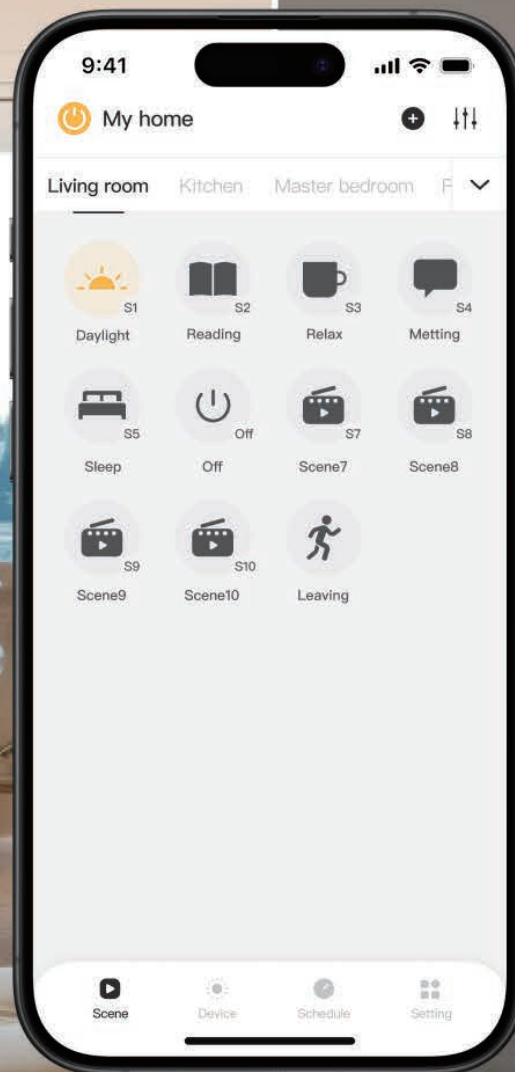 9:41
My home
Living room Kitchen Master bedroom F
S1 S2 S3 S4
Daylight Reading Relax Metting
S5 Off S7 S8
Sleep Off Scene7 Scene8
S9 S10
Scene9 Scene10 Leaving
Scene Device Schedule Setting